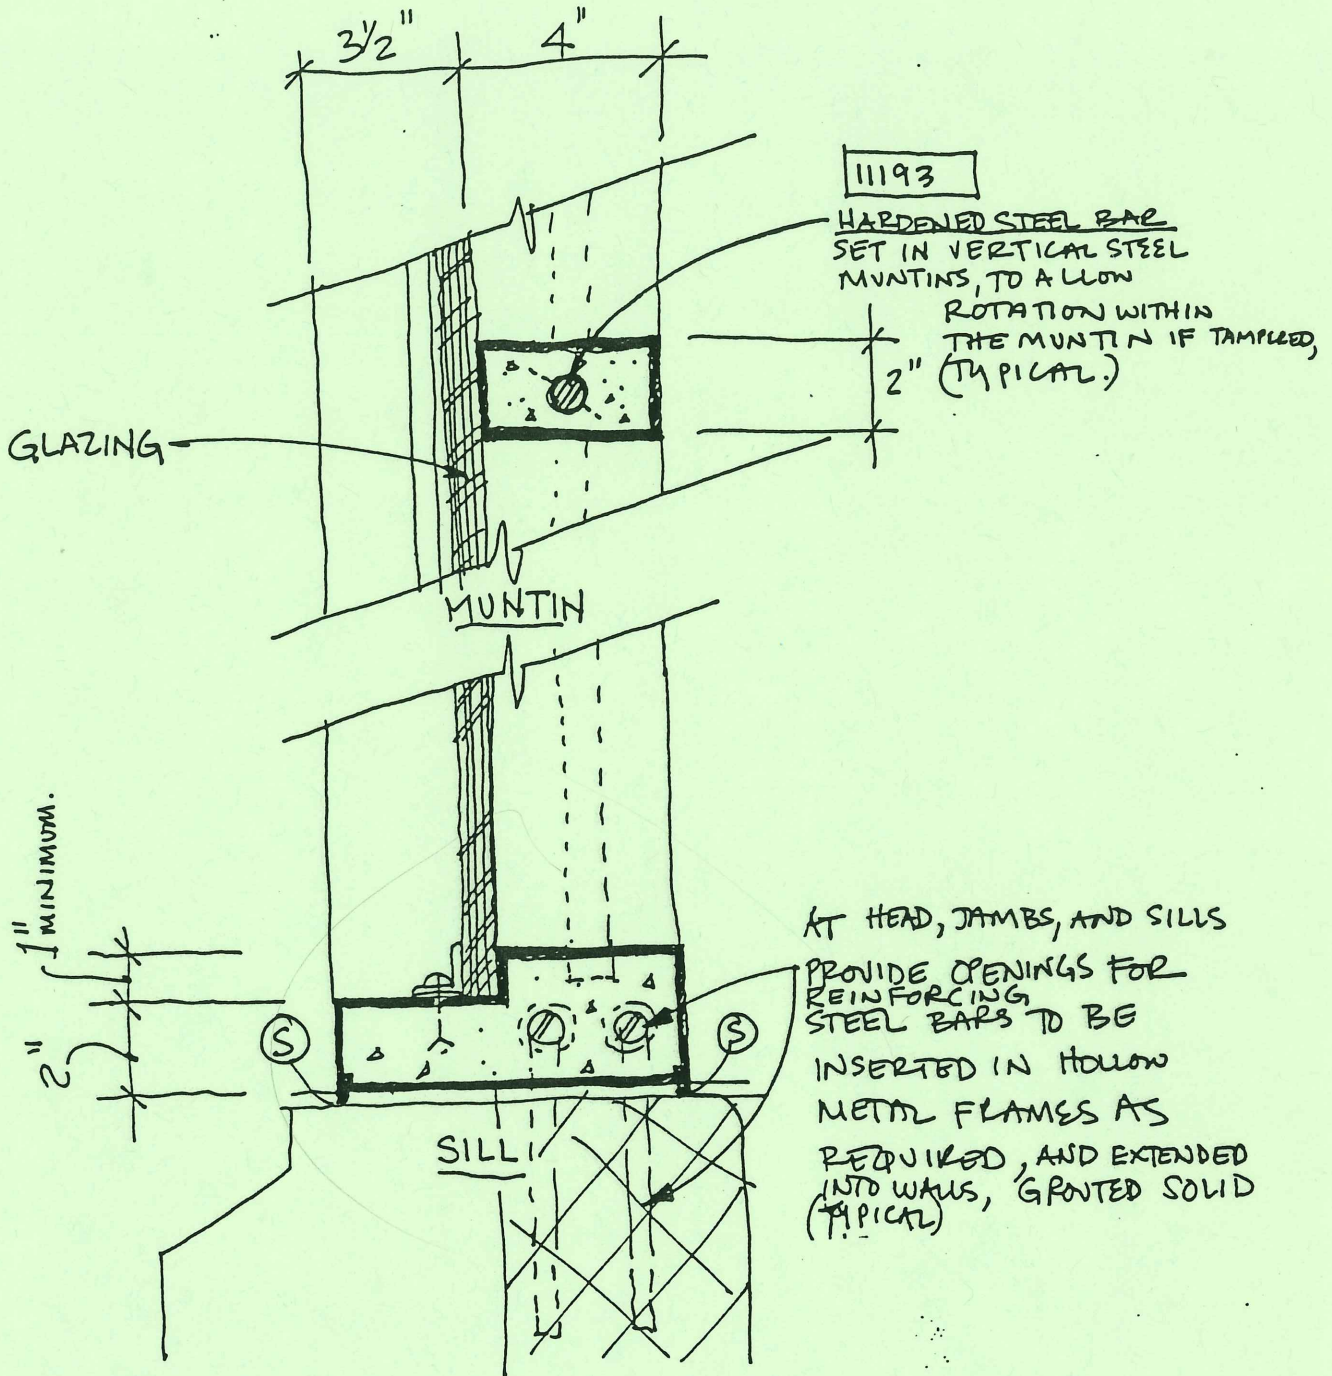 3½"
4"
11193
HARDENED STEEL BAR
SET IN VERTICAL STEEL
MUNTINS, TO ALLOW
ROTATION WITHIN
THE MUNTIN IF TAMPERED,
2" (TYPICAL.)
GLAZING
MUNTIN
1" MINIMUM.
2"
AT HEAD, JAMBS, AND SILLS
PROVIDE OPENINGS FOR
REINFORCING
STEEL BARS TO BE
INSERTED IN HOLLOW
METAL FRAMES AS
REQUIRED, AND EXTENDED
INTO WALLS, GROUTED SOLID
(TYPICAL)
S
S
SILL